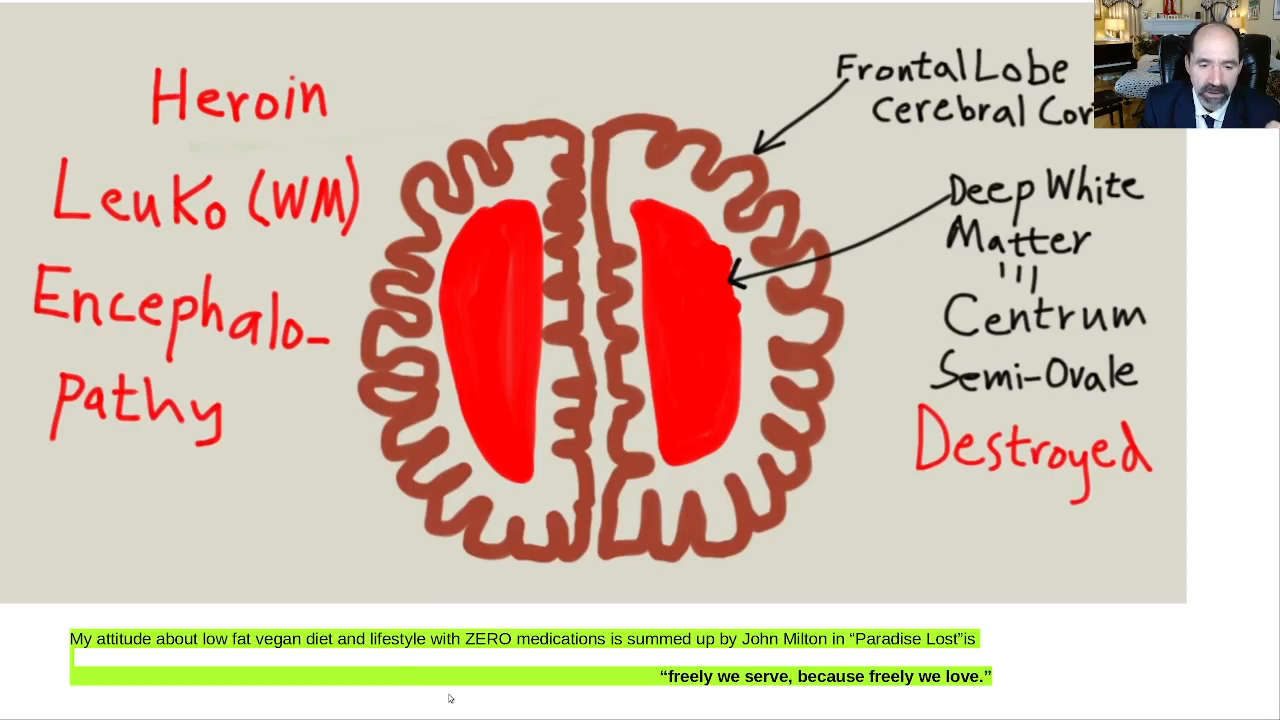 Heroin
Leuko (WM)
Encephalo-
pathy
Frontal Lobe
Cerebral Cor
Deep White
Matter
Centrum
Semi-Ovale
Destroyed
My attitude about low fat vegan diet and lifestyle with ZERO medications is summed up by John Milton in “Paradise Lost”is
“freely we serve, because freely we love.”